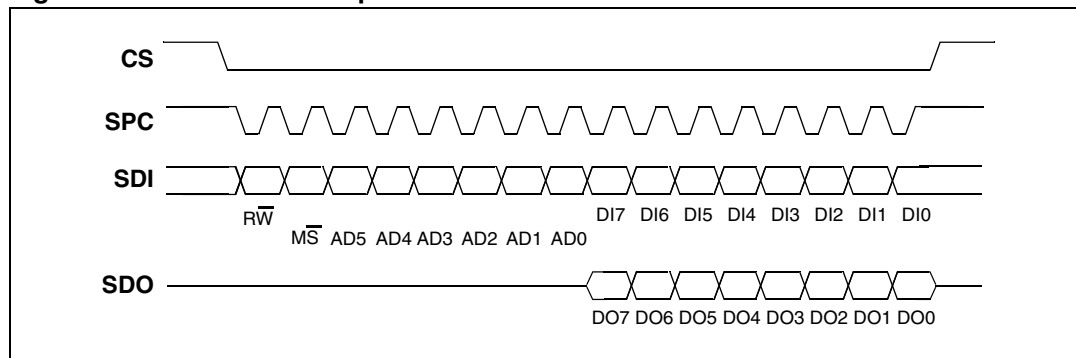 CS
SPC
SDI
RW̅
DI7 DI6 DI5 DI4 DI3 DI2 DI1 DI0
MS̅ AD5 AD4 AD3 AD2 AD1 AD0
SDO
DO7 DO6 DO5 DO4 DO3 DO2 DO1 DO0